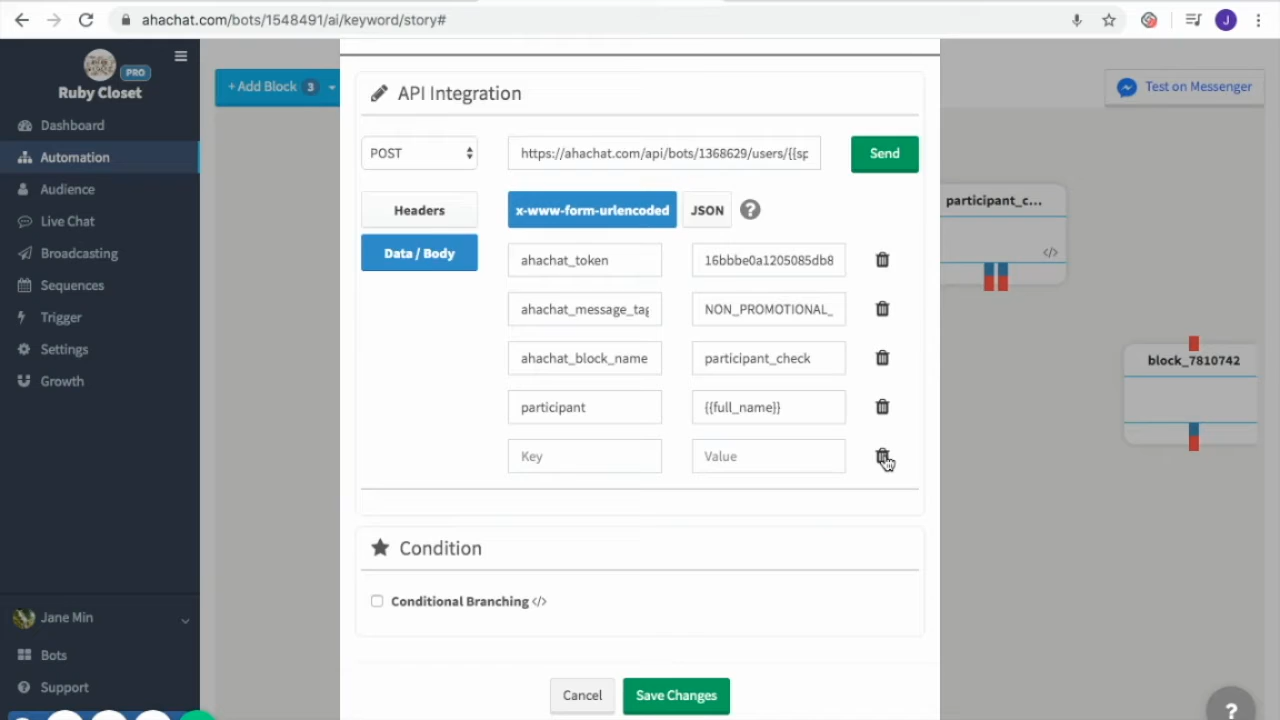 ahachat.com/bots/1548491/ai/keyword/story#
J
PRO
Ruby Closet
Dashboard
Automation
Audience
Live Chat
Broadcasting
Sequences
Trigger
Settings
Growth
Jane Min
Bots
Support
+ Add Block 3
API Integration
POST
https://ahachat.com/api/bots/1368629/users/{{sp
Send
Headers
x-www-form-urlencoded
JSON
?
Data / Body
ahachat_token
16bbbe0a1205085db8
ahachat_message_tag
NON_PROMOTIONAL_
ahachat_block_name
participant_check
participant
{{full_name}}
Key
Value
Condition
Conditional Branching </>
Cancel
Save Changes
Test on Messenger
participant_c...
</>
block_7810742
?